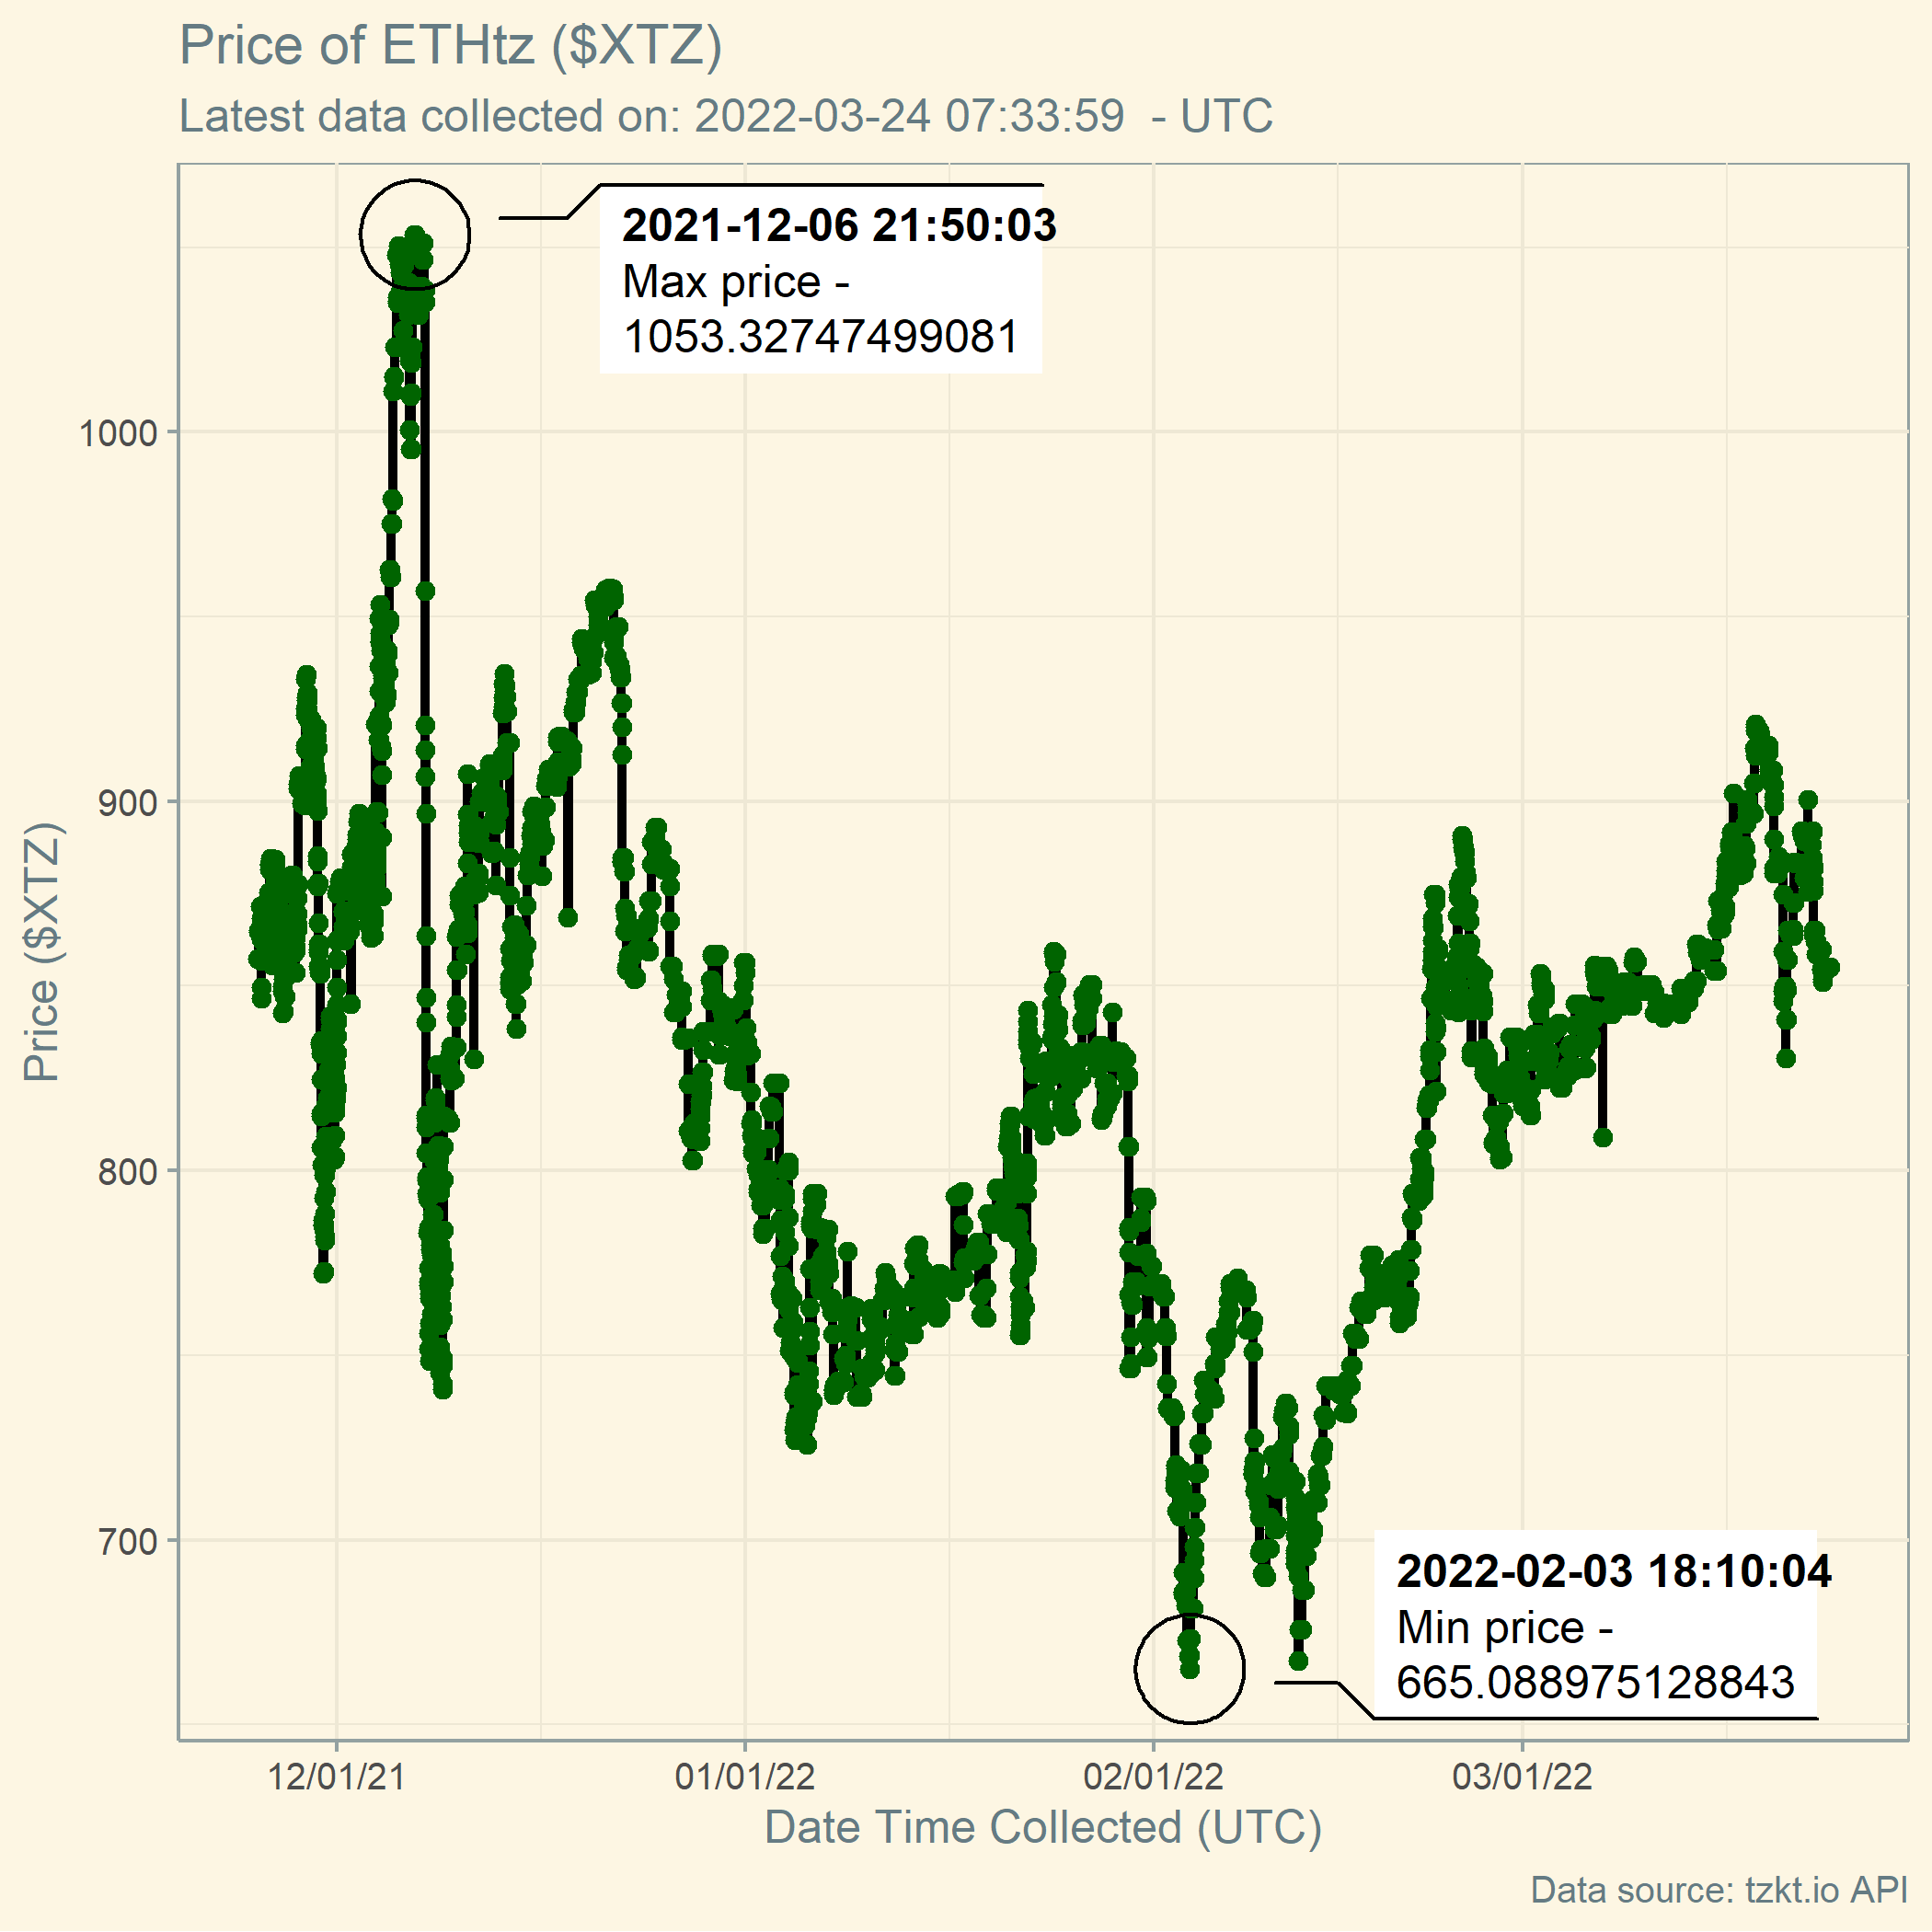 Price of ETHtz ($XTZ)
Latest data collected on: 2022-03-24 07:33:59  - UTC
2021-12-06 21:50:03
Max price -
1053.32747499081
1000
900
800
700
Price ($XTZ)
2022-02-03 18:10:04
Min price -
665.088975128843
12/01/21
01/01/22
02/01/22
03/01/22
Date Time Collected (UTC)
Data source: tzkt.io API